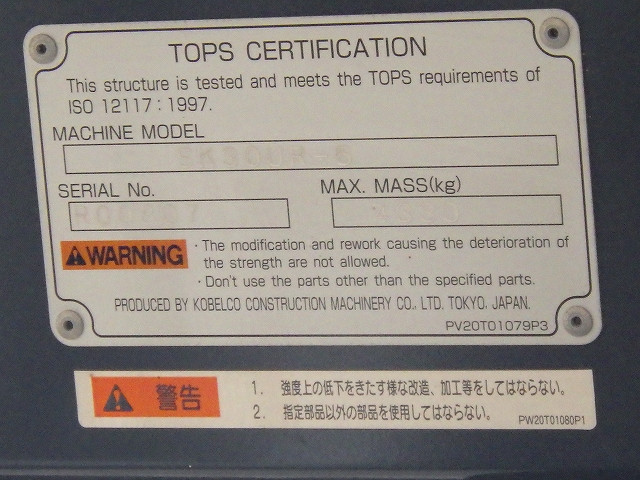 TOPS CERTIFICATION
This structure is tested and meets the TOPS requirements of
ISO 12117 : 1997.
MACHINE MODEL
SERIAL No.
MAX. MASS(kg)
WARNING
・The modification and rework causing the deterioration of
the strength are not allowed.
・Don't use the parts other than the specified parts.
PRODUCED BY KOBELCO CONSTRUCTION MACHINERY CO., LTD. TOKYO, JAPAN.
PV20T01079P3
警告
1. 強度上の低下をきたす様な改造、加工等をしてはならない。
2. 指定部品以外の部品を使用してはならない。
PW20T01080P1